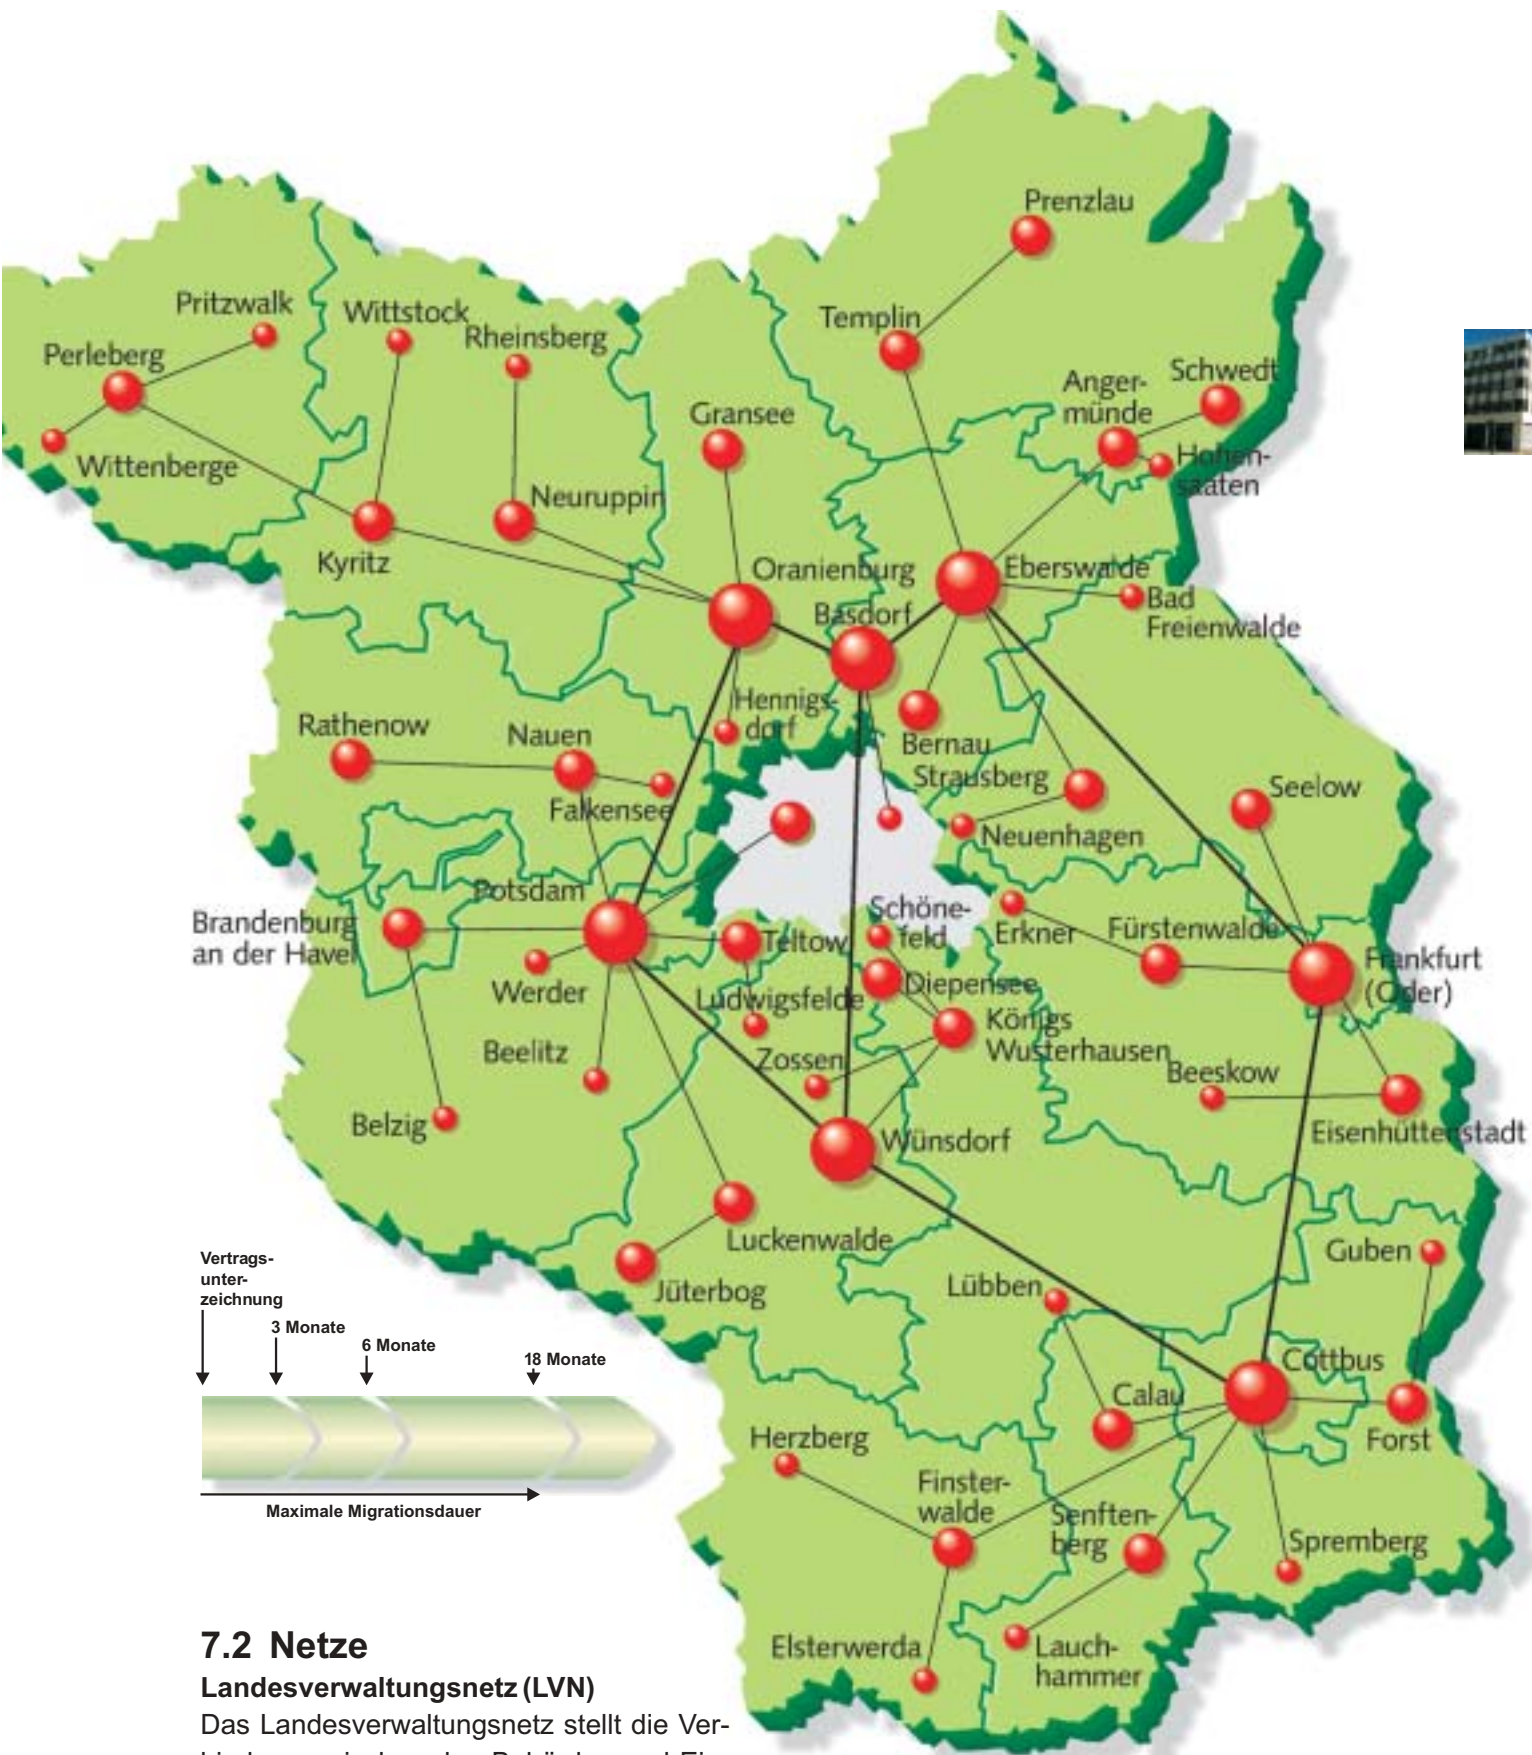 Prenzlau
Templin
Pritzwalk
Wittstock
Rheinsberg
Perleberg
Anger-
münde
Schwedt
Gransee
Wittenberge
Hohen-
saaten
Neuruppin
Kyritz
Oranienburg
Eberswalde
Basdorf
Bad
Freienwalde
Hennigs-
dorf
Rathenow
Nauen
Bernau
Strausberg
Seelow
Falkensee
Neuenhagen
Potsdam
Brandenburg
an der Havel
Schöne-
feld
Erkner
Fürstenwalde
Teltow
Frankfurt
(Oder)
Werder
Ludwigsfelde
Diepensee
Königs
Wusterhausen
Beelitz
Zossen
Beeskow
Belzig
Wünsdorf
Eisenhüttenstadt
Luckenwalde
Guben
Jüterbog
Lübben
Vertrags-
unter-
zeichnung
3 Monate
6 Monate
18 Monate
Maximale Migrationsdauer
Cottbus
Calau
Forst
Herzberg
Finster-
walde
Senften-
berg
Spremberg
Elsterwerda
Lauch-
hammer
7.2 Netze
Landesverwaltungsnetz (LVN)
Das Landesverwaltungsnetz stellt die Ver-